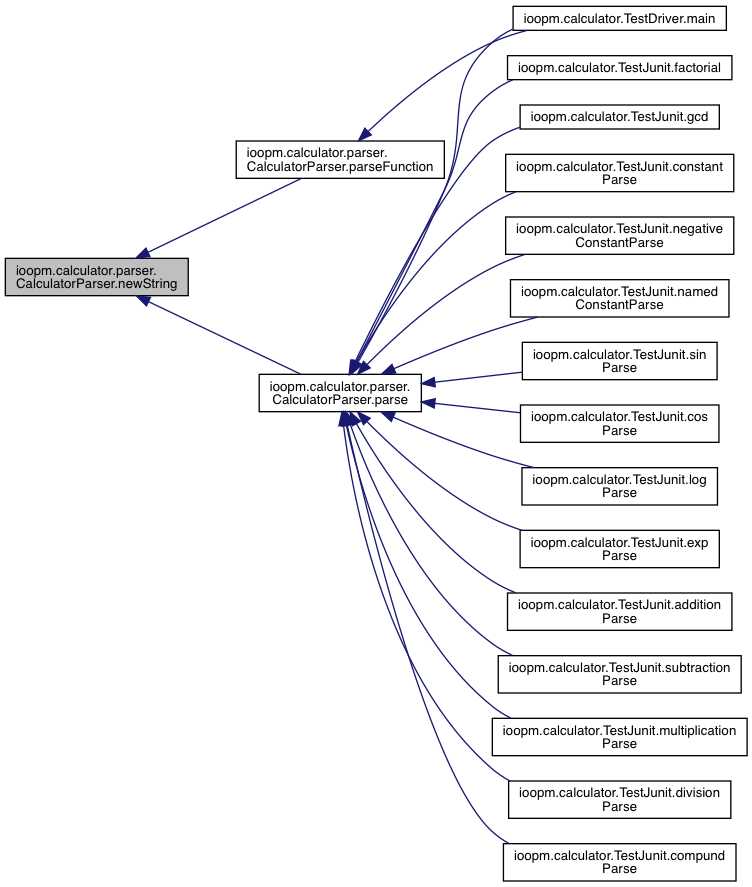 ioopm.calculator.TestDriver.main
ioopm.calculator.TestJunit.factorial
ioopm.calculator.TestJunit.gcd
ioopm.calculator.parser.
CalculatorParser.parseFunction
ioopm.calculator.TestJunit.constant
Parse
ioopm.calculator.TestJunit.negative
ConstantParse
ioopm.calculator.parser.
CalculatorParser.newString
ioopm.calculator.TestJunit.named
ConstantParse
ioopm.calculator.TestJunit.sin
Parse
ioopm.calculator.parser.
CalculatorParser.parse
ioopm.calculator.TestJunit.cos
Parse
ioopm.calculator.TestJunit.log
Parse
ioopm.calculator.TestJunit.exp
Parse
ioopm.calculator.TestJunit.addition
Parse
ioopm.calculator.TestJunit.subtraction
Parse
ioopm.calculator.TestJunit.multiplication
Parse
ioopm.calculator.TestJunit.division
Parse
ioopm.calculator.TestJunit.compund
Parse